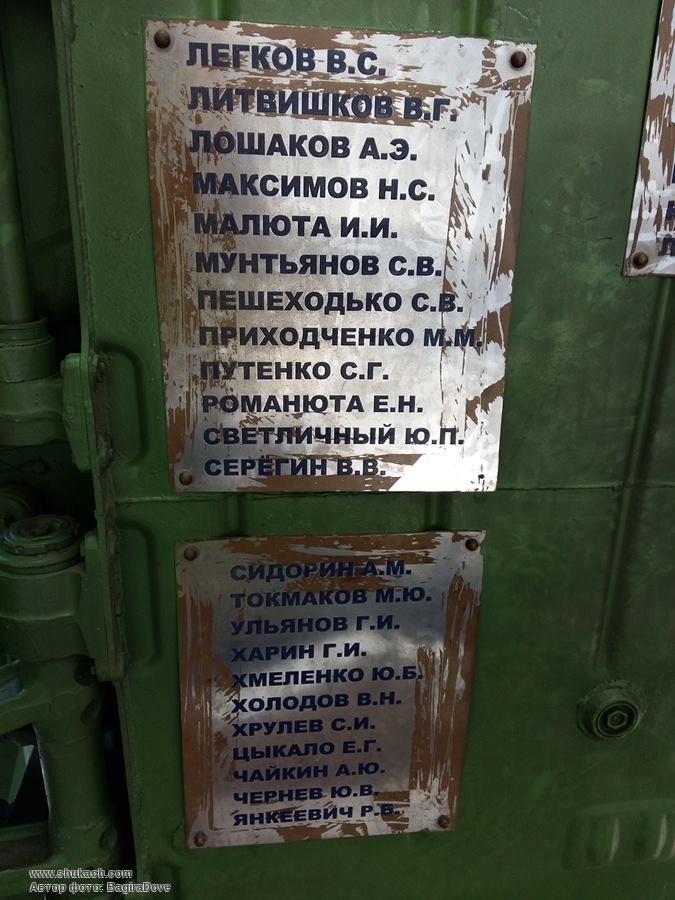 ЛЕГКОВ В.С.
ЛИТВИШКОВ В.Г.
ЛОШАКОВ А.Э.
МАКСИМОВ Н.С.
МАЛЮТА И.И.
МУНТЬЯНОВ С.В.
ПЕШЕХОДЬКО С.В.
ПРИХОДЧЕНКО М.М.
ПУТЕНКО С.Г.
РОМАНЮТА Е.Н.
СВЕТЛИЧНЫЙ Ю.П.
СЕРЁГИН В.В.
СИДОРИН А.М.
ТОКМАКОВ М.Ю.
УЛЬЯНОВ Г.И.
ХАРИН Г.И.
ХМЕЛЕНКО Ю.Б.
ХОЛОДОВ В.Н.
ХРУЛЕВ С.И.
ЦЫКАЛО Е.Г.
ЧАЙКИН А.Ю.
ЧЕРНЕВ Ю.В.
ЯНКЕЕВИЧ Р.В.
www.shukach.com
Автор фото: BagiraDove